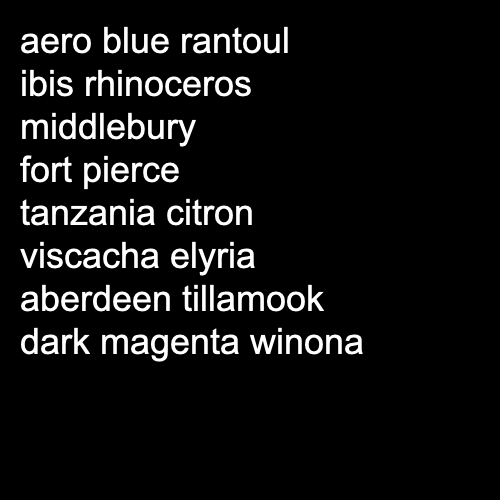 aero blue rantoul
ibis rhinoceros
middlebury
fort pierce
tanzania citron
viscacha elyria
aberdeen tillamook
dark magenta winona